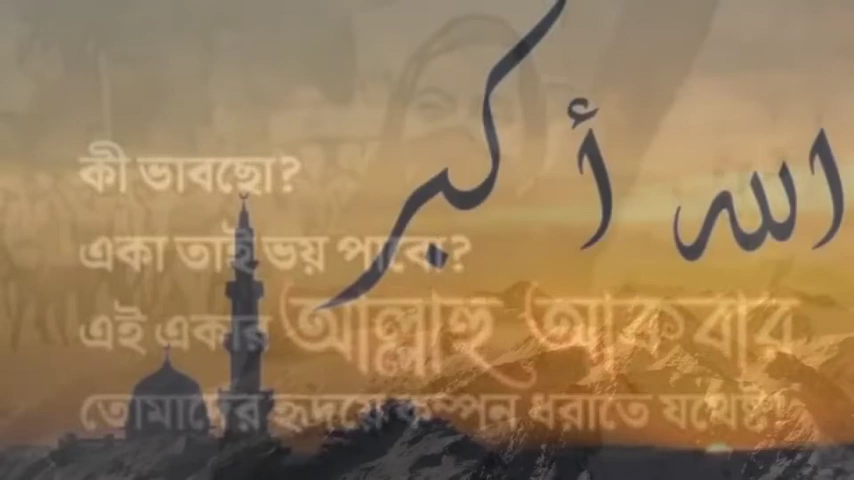 الله أكبر
কী ভাবছো?
একা তাই ভয় পাবে?
এই একার আল্লাহু আকবার
তোমাদের হৃদয়ে কম্পন ধরাতে যথেষ্ট